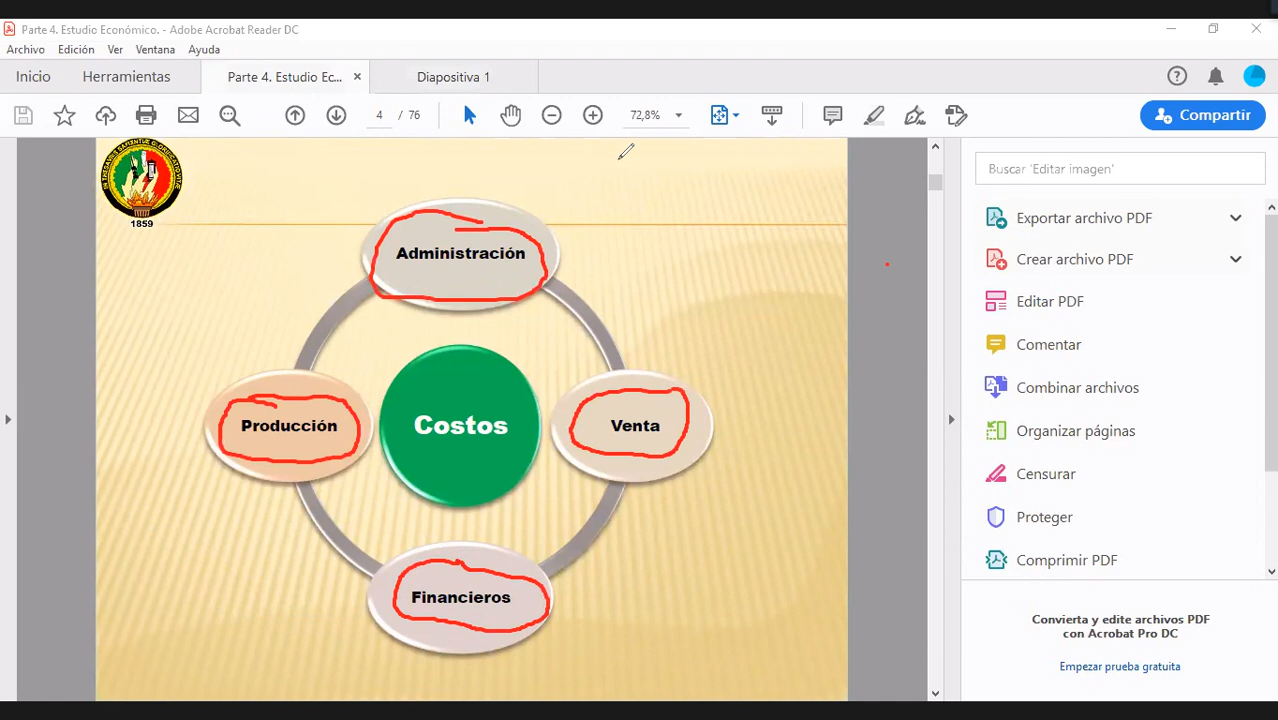 Parte 4. Estudio Económico. - Adobe Acrobat Reader DC
Archivo Edición Ver Ventana Ayuda
Inicio Herramientas Parte 4. Estudio Ec... × Diapositiva 1
4 / 76 72,8% Compartir
1859
Administración
Producción
Costos
Venta
Financieros
Buscar 'Editar imagen'
Exportar archivo PDF
Crear archivo PDF
Editar PDF
Comentar
Combinar archivos
Organizar páginas
Censurar
Proteger
Comprimir PDF
Convierta y edite archivos PDF
con Acrobat Pro DC
Empezar prueba gratuita